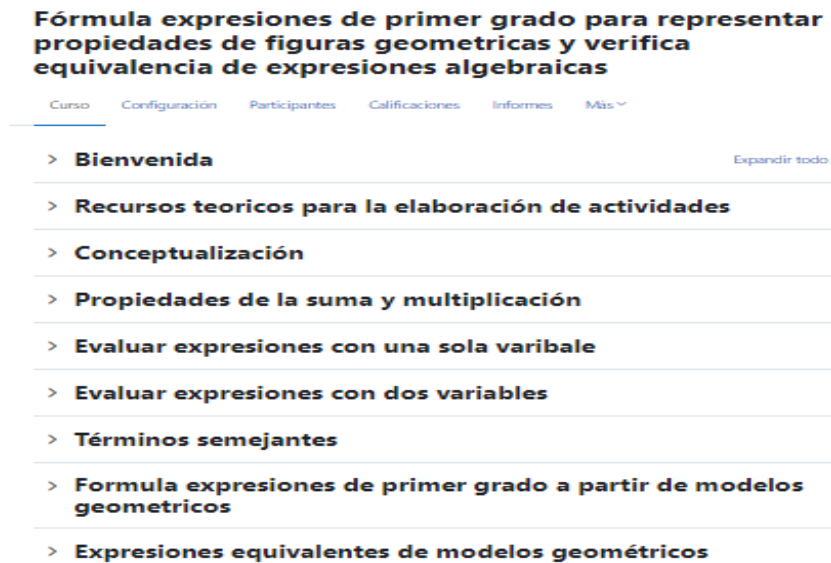 Fórmula expresiones de primer grado para representar
propiedades de figuras geometricas y verifica
equivalencia de expresiones algebraicas
Curso Configuración Participantes Calificaciones Informes Más
Bienvenida Expandir todo
Recursos teoricos para la elaboración de actividades
Conceptualización
Propiedades de la suma y multiplicación
Evaluar expresiones con una sola varibale
Evaluar expresiones con dos variables
Términos semejantes
Formula expresiones de primer grado a partir de modelos
geometricos
Expresiones equivalentes de modelos geométricos